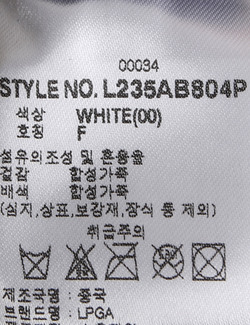 00034
STYLE NO. L235AB804P
색상 WHITE(00)
호칭 F
섬유의조성 및 혼용율
겉감 합성가죽
배색 합성가죽
(심지,상표,보강재,장식 등 제외)
취급주의
제조국명 : 중국
브랜드명 : LPGA